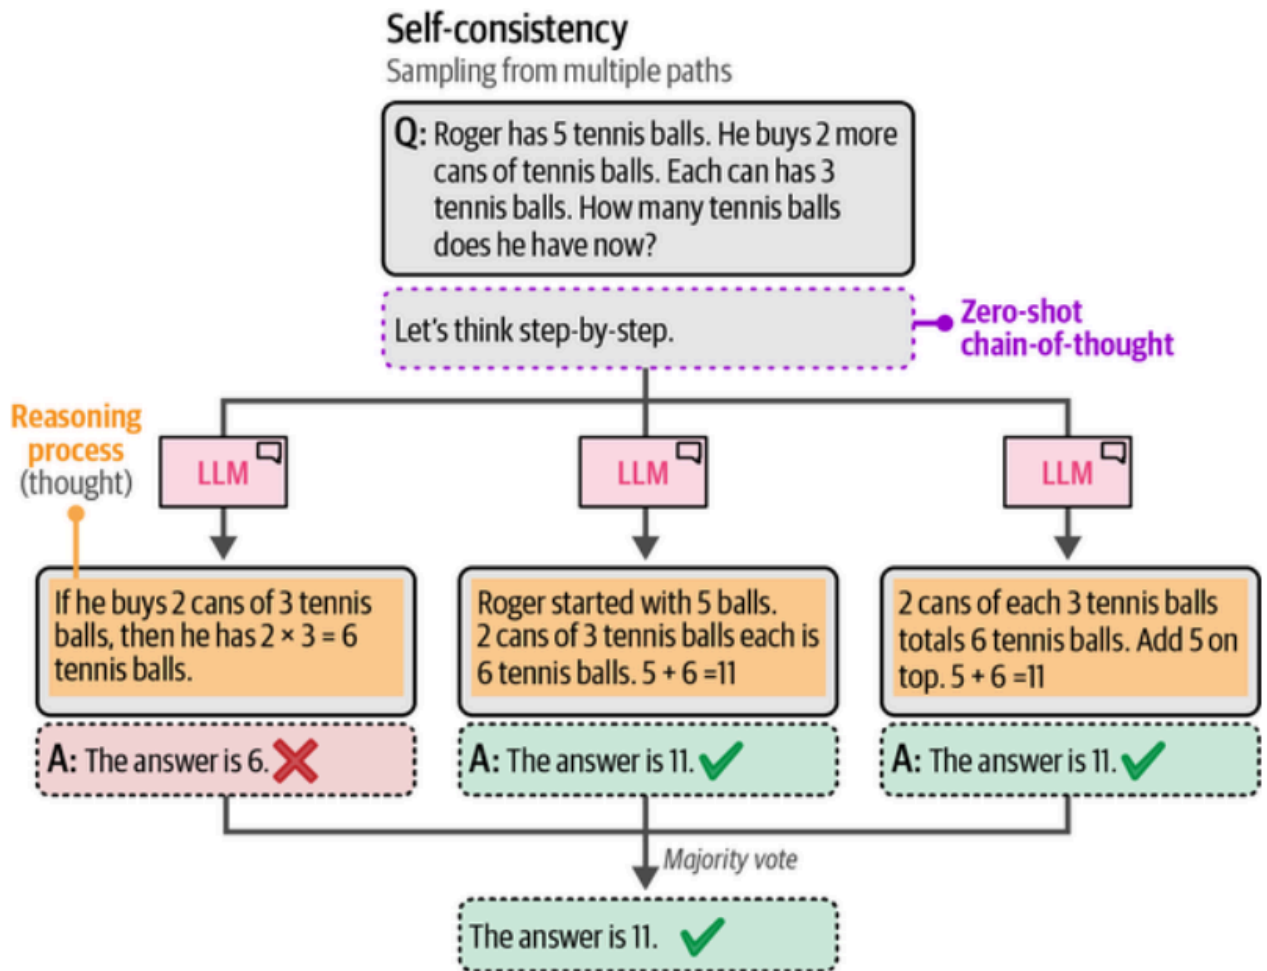 Self-consistency
Sampling from multiple paths
Q: Roger has 5 tennis balls. He buys 2 more
cans of tennis balls. Each can has 3
tennis balls. How many tennis balls
does he have now?
Let's think step-by-step.
Zero-shot
chain-of-thought
Reasoning
process
(thought)
LLM
LLM
LLM
If he buys 2 cans of 3 tennis
balls, then he has 2 × 3 = 6
tennis balls.
Roger started with 5 balls.
2 cans of 3 tennis balls each is
6 tennis balls. 5 + 6 =11
2 cans of each 3 tennis balls
totals 6 tennis balls. Add 5 on
top. 5 + 6 =11
A: The answer is 6.
A: The answer is 11.
A: The answer is 11.
Majority vote
The answer is 11.